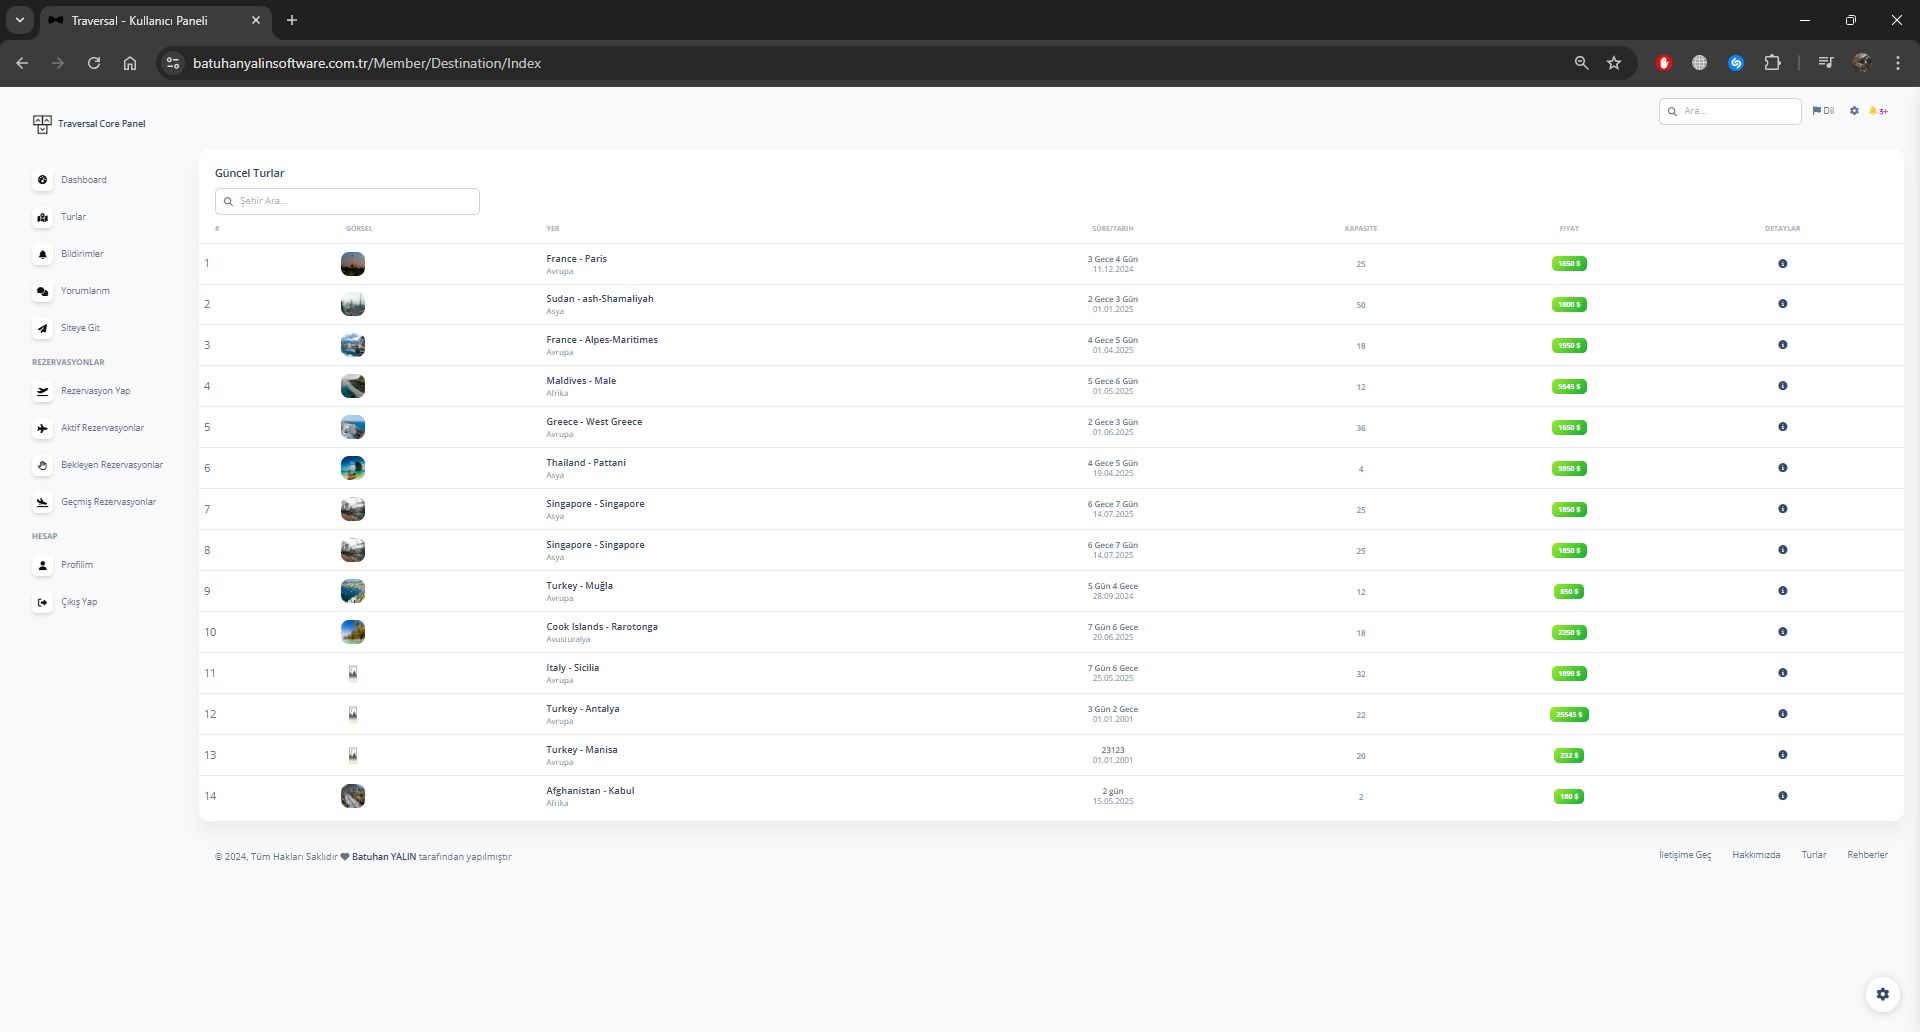 Traversal - Kullanıcı Paneli
batuhanyalinsoftware.com.tr/Member/Destination/Index
Traversal Core Panel
Ara...
Dil
3+
Dashboard
Turlar
Bildirimler
Yorumlarım
Siteye Git
REZERVASYONLAR
Rezervasyon Yap
Aktif Rezervasyonlar
Bekleyen Rezervasyonlar
Geçmiş Rezervasyonlar
HESAP
Profilim
Çıkış Yap
Güncel Turlar
Şehir Ara...
# GÖRSEL YER SÜRE/TARIH KAPASITE FIYAT DETAYLAR
1 France - Paris 3 Gece 4 Gün 25 1650 $
Avrupa 11.12.2024
2 Sudan - ash-Shamaliyah 2 Gece 3 Gün 50 1800 $
Asya 01.01.2025
3 France - Alpes-Maritimes 4 Gece 5 Gün 18 1950 $
Avrupa 01.04.2025
4 Maldives - Male 5 Gece 6 Gün 12 5545 $
Afrika 01.05.2025
5 Greece - West Greece 2 Gece 3 Gün 36 1650 $
Avrupa 01.06.2025
6 Thailand - Pattani 4 Gece 5 Gün 4 5950 $
Asya 19.04.2025
7 Singapore - Singapore 6 Gece 7 Gün 25 1850 $
Asya 14.07.2025
8 Singapore - Singapore 6 Gece 7 Gün 25 1850 $
Asya 14.07.2025
9 Turkey - Muğla 5 Gün 4 Gece 12 850 $
Avrupa 28.09.2024
10 Cook Islands - Rarotonga 7 Gün 6 Gece 18 2250 $
Avusturalya 20.06.2025
11 Italy - Sicilia 7 Gün 6 Gece 32 1899 $
Avrupa 25.05.2025
12 Turkey - Antalya 3 Gün 2 Gece 22 25545 $
Avrupa 01.01.2001
13 Turkey - Manisa 23123 20 232 $
Avrupa 01.01.2001
14 Afghanistan - Kabul 2 gün 2 180 $
Afrika 15.05.2025
© 2024, Tüm Hakları Saklıdır Batuhan YALIN tarafından yapılmıştır
İletişime Geç Hakkımızda Turlar Rehberler